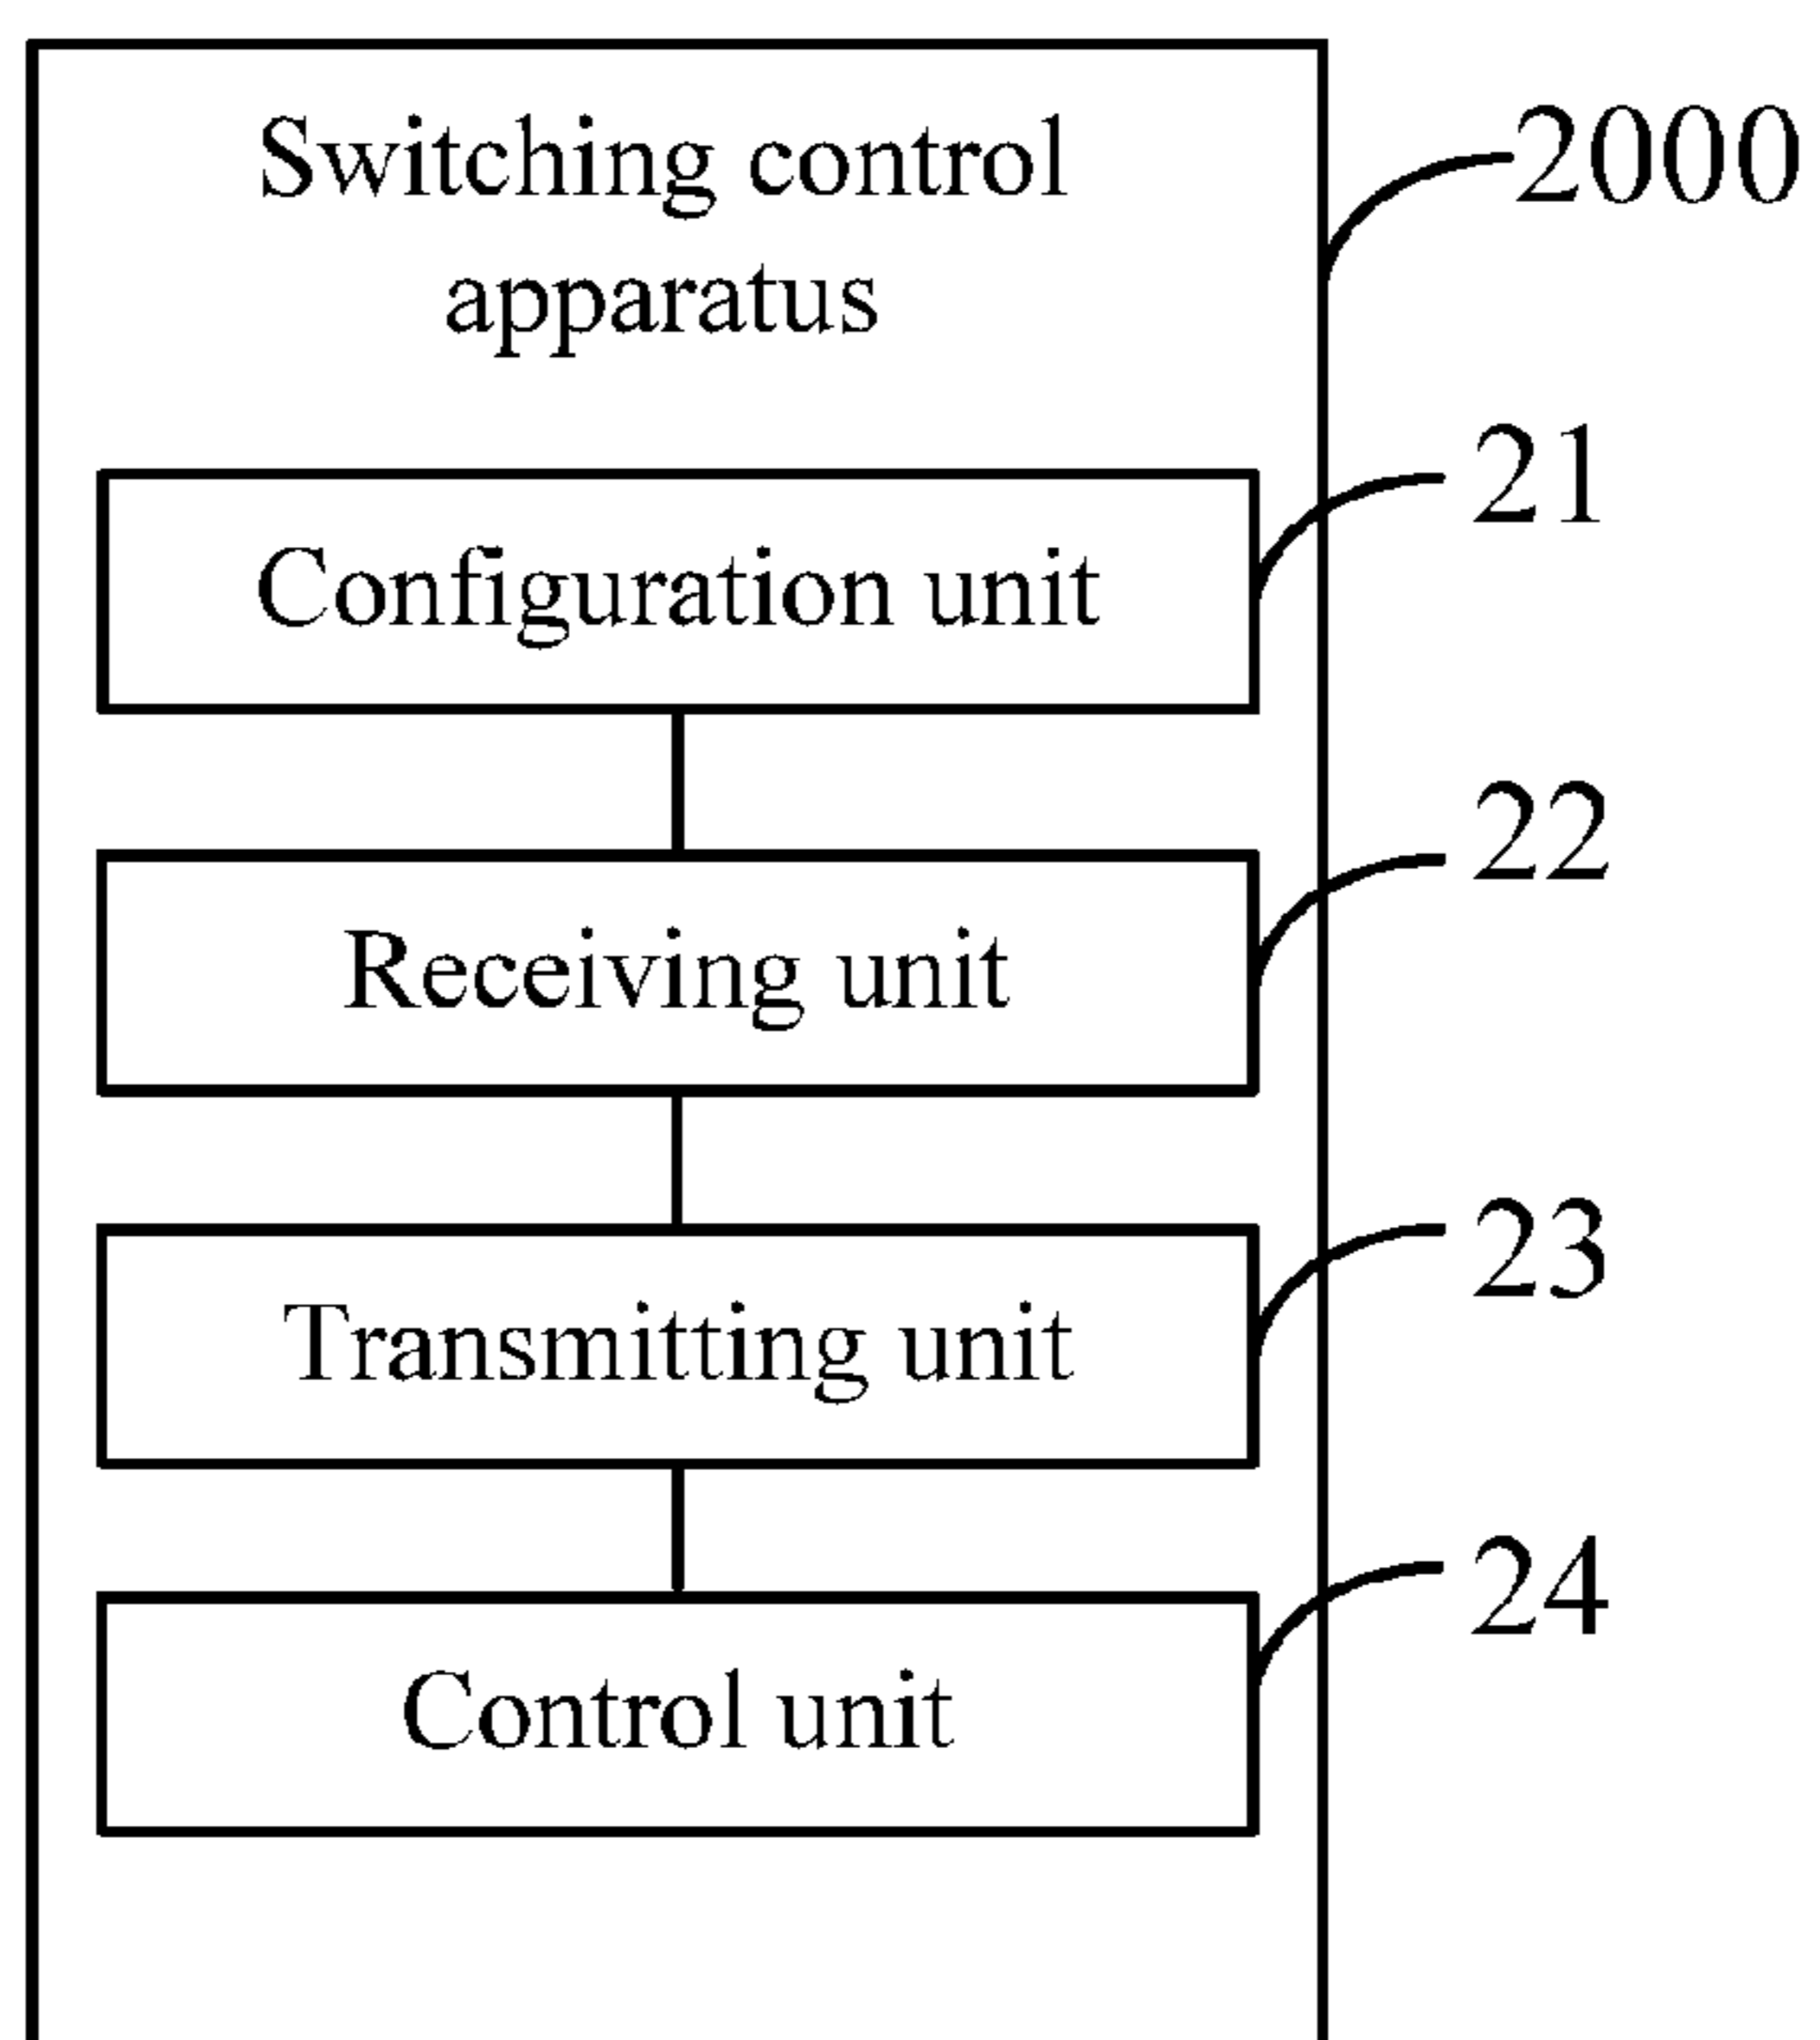 Switching control
apparatus
2000
Configuration unit
21
Receiving unit
22
Transmitting unit
23
Control unit
24